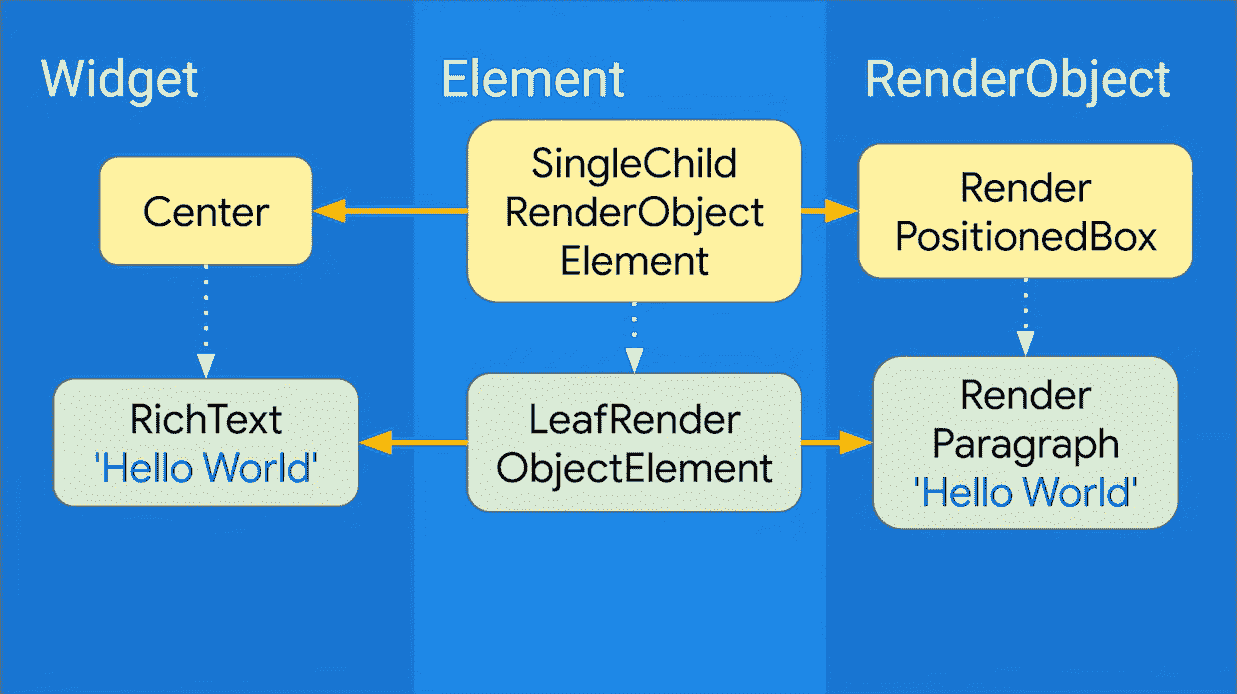 Widget
Element
RenderObject
Center
SingleChild
RenderObject
Element
Render
PositionedBox
RichText
'Hello World'
LeafRender
ObjectElement
Render
Paragraph
'Hello World'